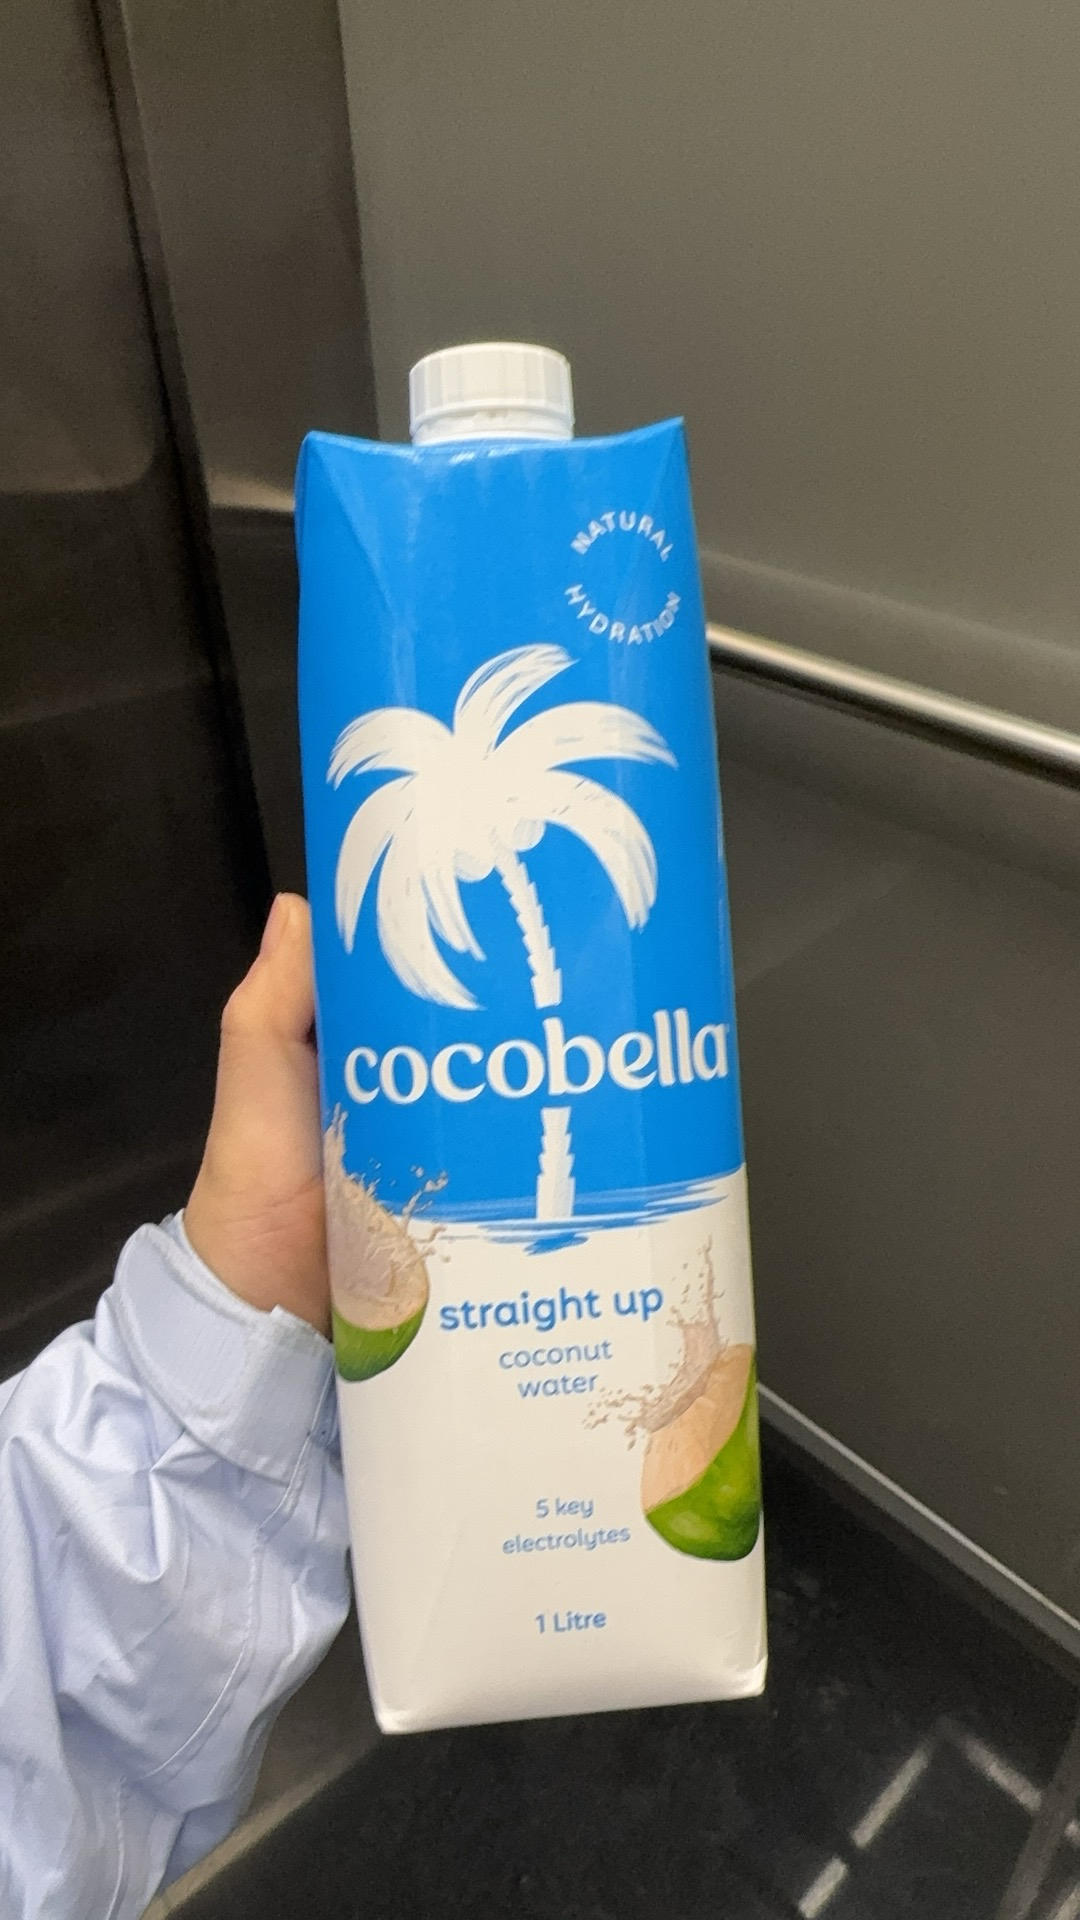 NATURAL
HYDRATION
cocobella
straight up
coconut
water
5 key
electrolytes
1 Litre